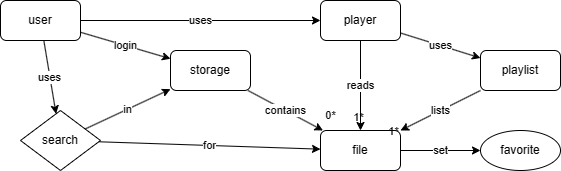 user
uses
player
login
uses
uses
storage
reads
playlist
in
contains
0*
1*
lists
1*
search
for
file
set
favorite